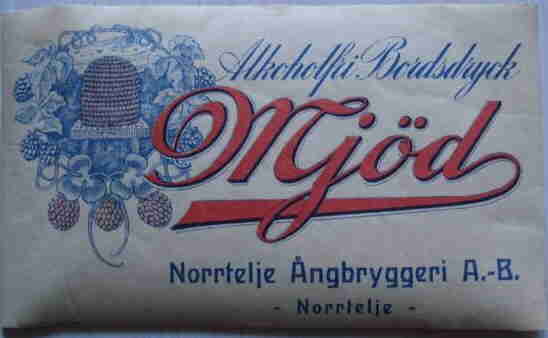 Alkoholfri Bordsdryck
Mjöd
Norrtelje Ångbryggeri A.-B.
- Norrtelje -